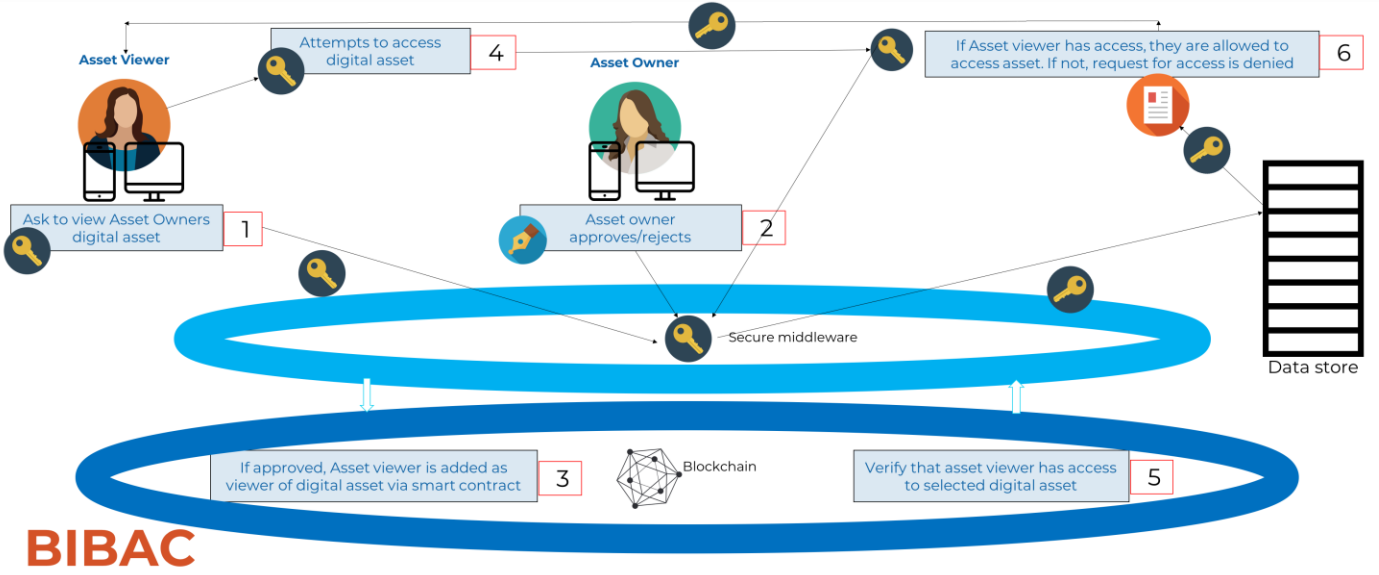 Asset Viewer
Attempts to access
digital asset
4
Asset Owner
If Asset viewer has access, they are allowed to
access asset. If not, request for access is denied
6
Ask to view Asset Owners
digital asset
1
Asset owner
approves/rejects
2
Secure middleware
Data store
If approved, Asset viewer is added as
viewer of digital asset via smart contract
3
Blockchain
Verify that asset viewer has access
to selected digital asset
5
BIBAC